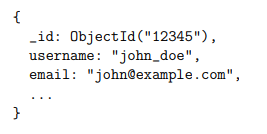 {
  _id: ObjectId("12345"),
  username: "john_doe",
  email: "john@example.com",
  ...
}